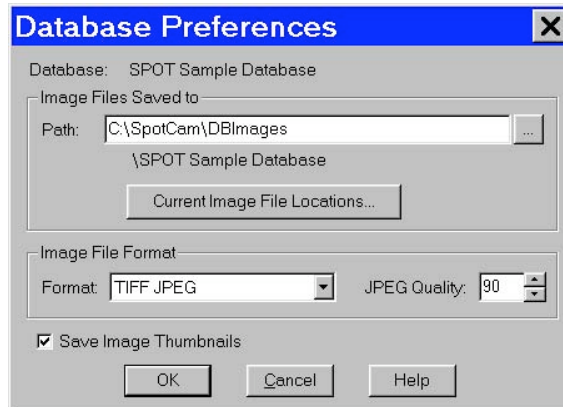 Database Preferences
Database: SPOT Sample Database
Image Files Saved to
Path: C:\SpotCam\DBImages ...
\SPOT Sample Database
Current Image File Locations...
Image File Format
Format: TIFF JPEG JPEG Quality: 90
Save Image Thumbnails
OK Cancel Help